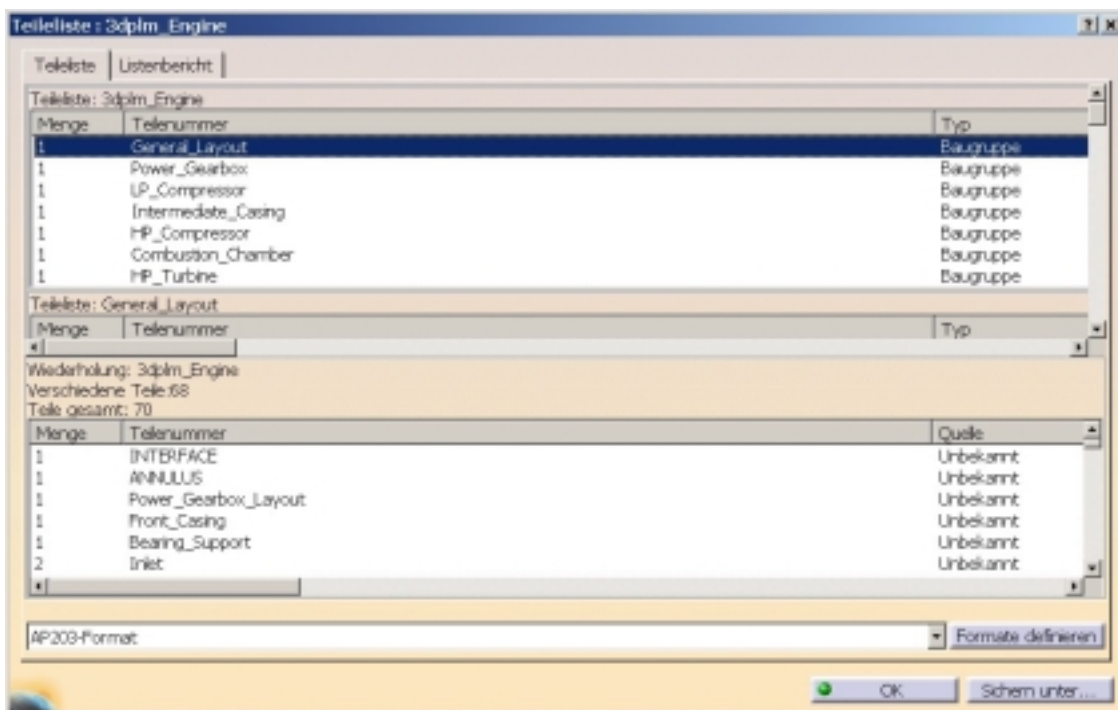 Teileliste : 3dplm_Engine
Teileliste Listenbericht
Teileliste: 3dplm_Engine
Menge Teilenummer Typ
1 General_Layout Baugruppe
1 Power_Gearbox Baugruppe
1 LP_Compressor Baugruppe
1 Intermediate_Casing Baugruppe
1 HP_Compressor Baugruppe
1 Combustion_Chamber Baugruppe
1 HP_Turbine Baugruppe
Teileliste: General_Layout
Menge Teilenummer Typ
Wiederholung: 3dplm_Engine
Verschiedene Teile:68
Teile gesamt: 70
Menge Teilenummer Quelle
1 INTERFACE Unbekannt
1 ANNULUS Unbekannt
1 Power_Gearbox_Layout Unbekannt
1 Front_Casing Unbekannt
1 Bearing_Support Unbekannt
2 Inlet Unbekannt
AP203-Format Formate definieren
OK Sichern unter...